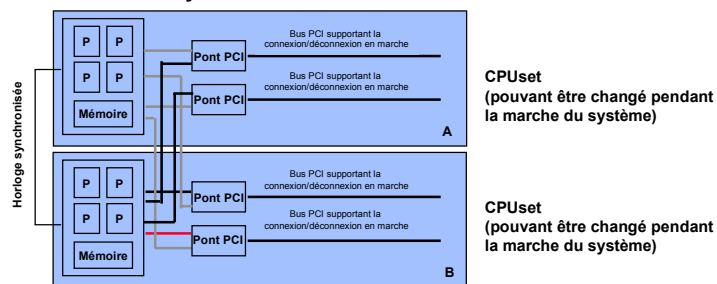 P P
P P
Mémoire
Pont PCI
Bus PCI supportant la
connexion/déconnexion en marche
Pont PCI
Bus PCI supportant la
connexion/déconnexion en marche
A
CPUset
(pouvant être changé pendant
la marche du système)
Horloge synchronisée
P P
P P
Mémoire
Pont PCI
Bus PCI supportant la
connexion/déconnexion en marche
Pont PCI
Bus PCI supportant la
connexion/déconnexion en marche
B
CPUset
(pouvant être changé pendant
la marche du système)